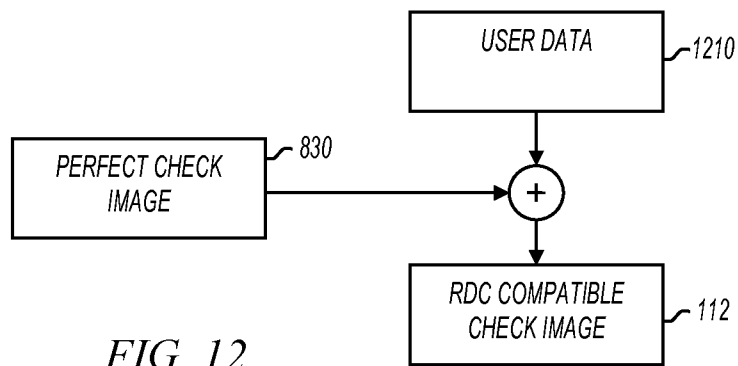 USER DATA
1210
830
PERFECT CHECK
IMAGE
+
RDC COMPATIBLE
CHECK IMAGE
112
FIG. 12